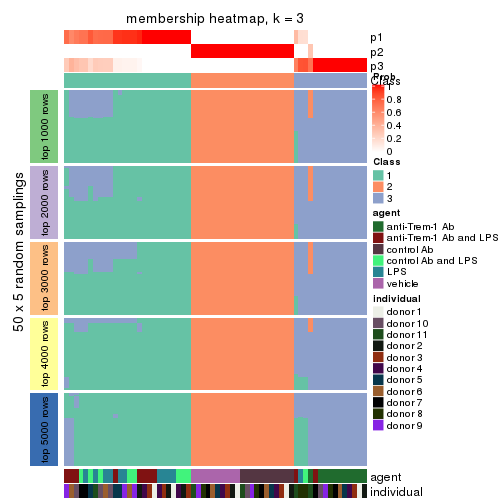 membership heatmap, k = 3
p1
p2
p3
Prob
Class
1
0.8
0.6
0.4
0.2
0
Class
1
2
3
agent
anti-Trem-1 Ab
anti-Trem-1 Ab and LPS
control Ab
control Ab and LPS
LPS
vehicle
individual
donor 1
donor 10
donor 11
donor 2
donor 3
donor 4
donor 5
donor 6
donor 7
donor 8
donor 9
50 x 5 random samplings
top 1000 rows
top 2000 rows
top 3000 rows
top 4000 rows
top 5000 rows
agent
individual